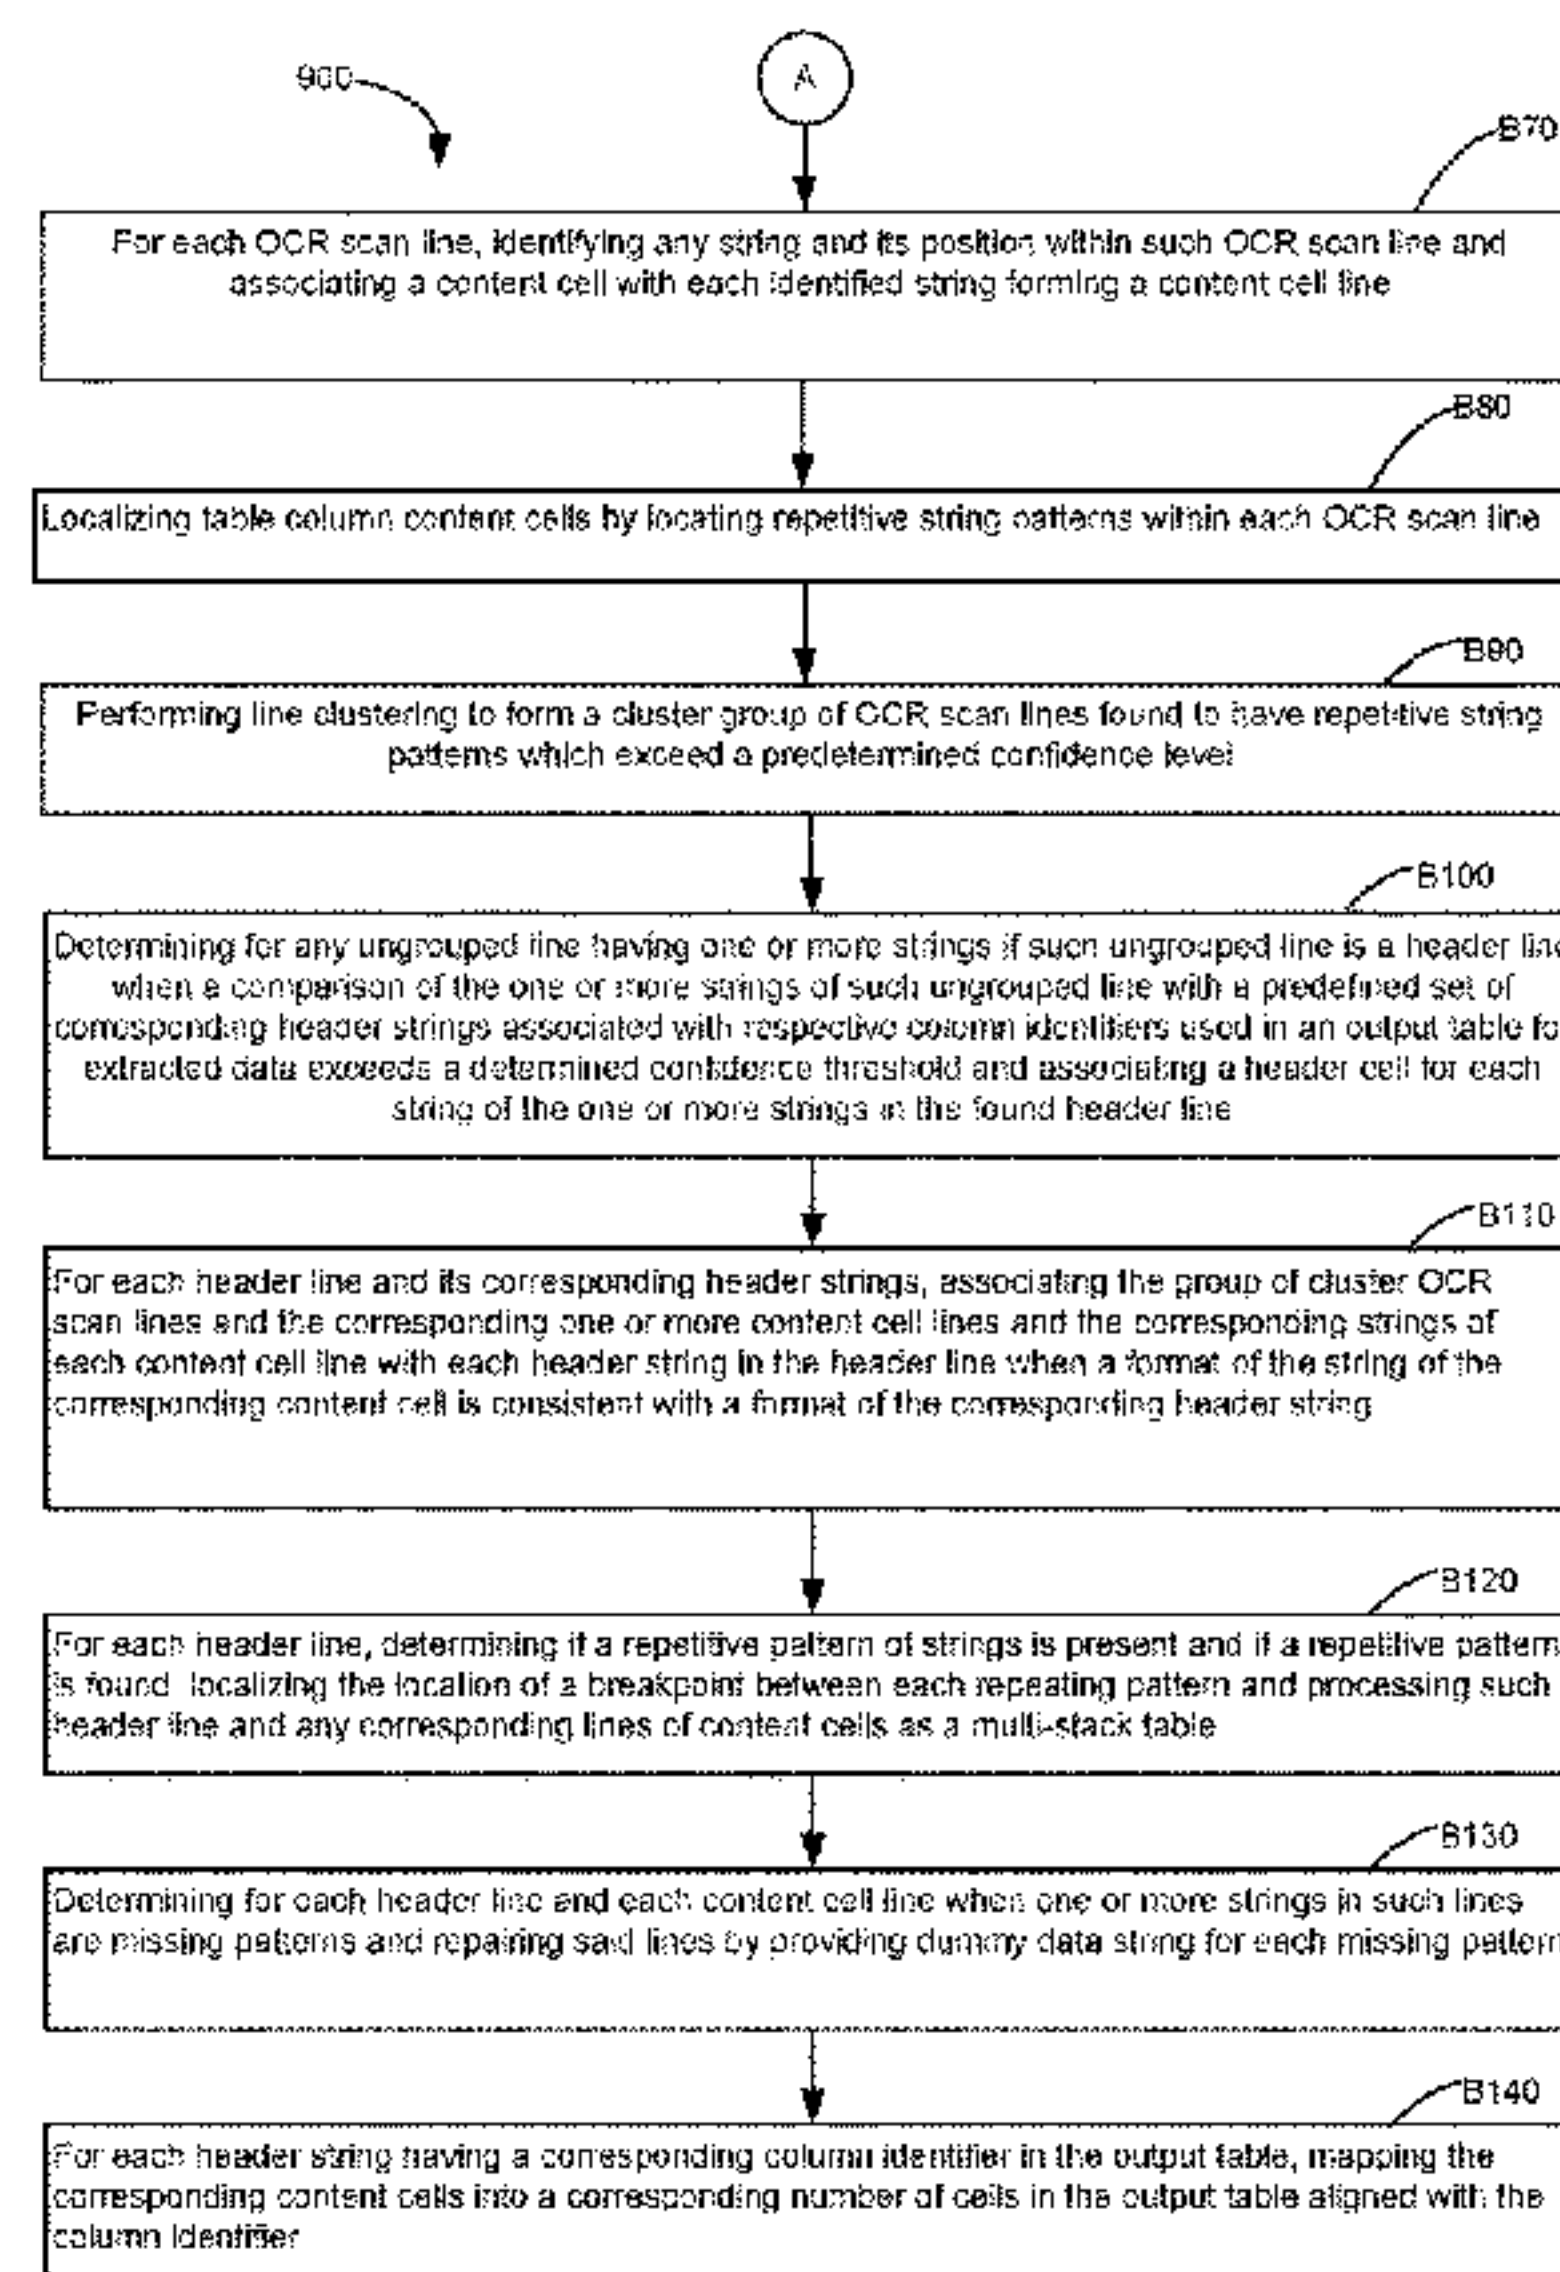 900
A
B70
For each OCR scan line, identifying any string and its position within such OCR scan line and
associating a content cell with each identified string forming a content cell line
B80
Localizing table column content cells by locating repetitive string patterns within each OCR scan line
B90
Performing line clustering to form a cluster group of OCR scan lines found to have repetitive string
patterns which exceed a predetermined confidence level
B100
Determining for any ungrouped line having one or more strings if such ungrouped line is a header line
when a comparison of the one or more strings of such ungrouped line with a predefined set of
corresponding header strings associated with respective column identifiers used in an output table fo
extracted data exceeds a determined confidence threshold and associating a header cell for each
string of the one or more strings in the found header line
B110
For each header line and its corresponding header strings, associating the group of cluster OCR
scan lines and the corresponding one or more content cell lines and the corresponding strings of
each content cell line with each header string in the header line when a format of the string of the
corresponding content cell is consistent with a format of the corresponding header string
B120
For each header line, determining if a repetitive pattern of strings is present and if a repetitive pattern
is found localizing the location of a breakpoint between each repeating pattern and processing such
header line and any corresponding lines of content cells as a multi-stack table
B130
Determining for each header line and each content cell line when one or more strings in such lines
are missing patterns and repairing said lines by providing dummy data string for each missing pattern
B140
For each header string having a corresponding column identifier in the output table, mapping the
corresponding content cells into a corresponding number of cells in the output table aligned with the
column identifier